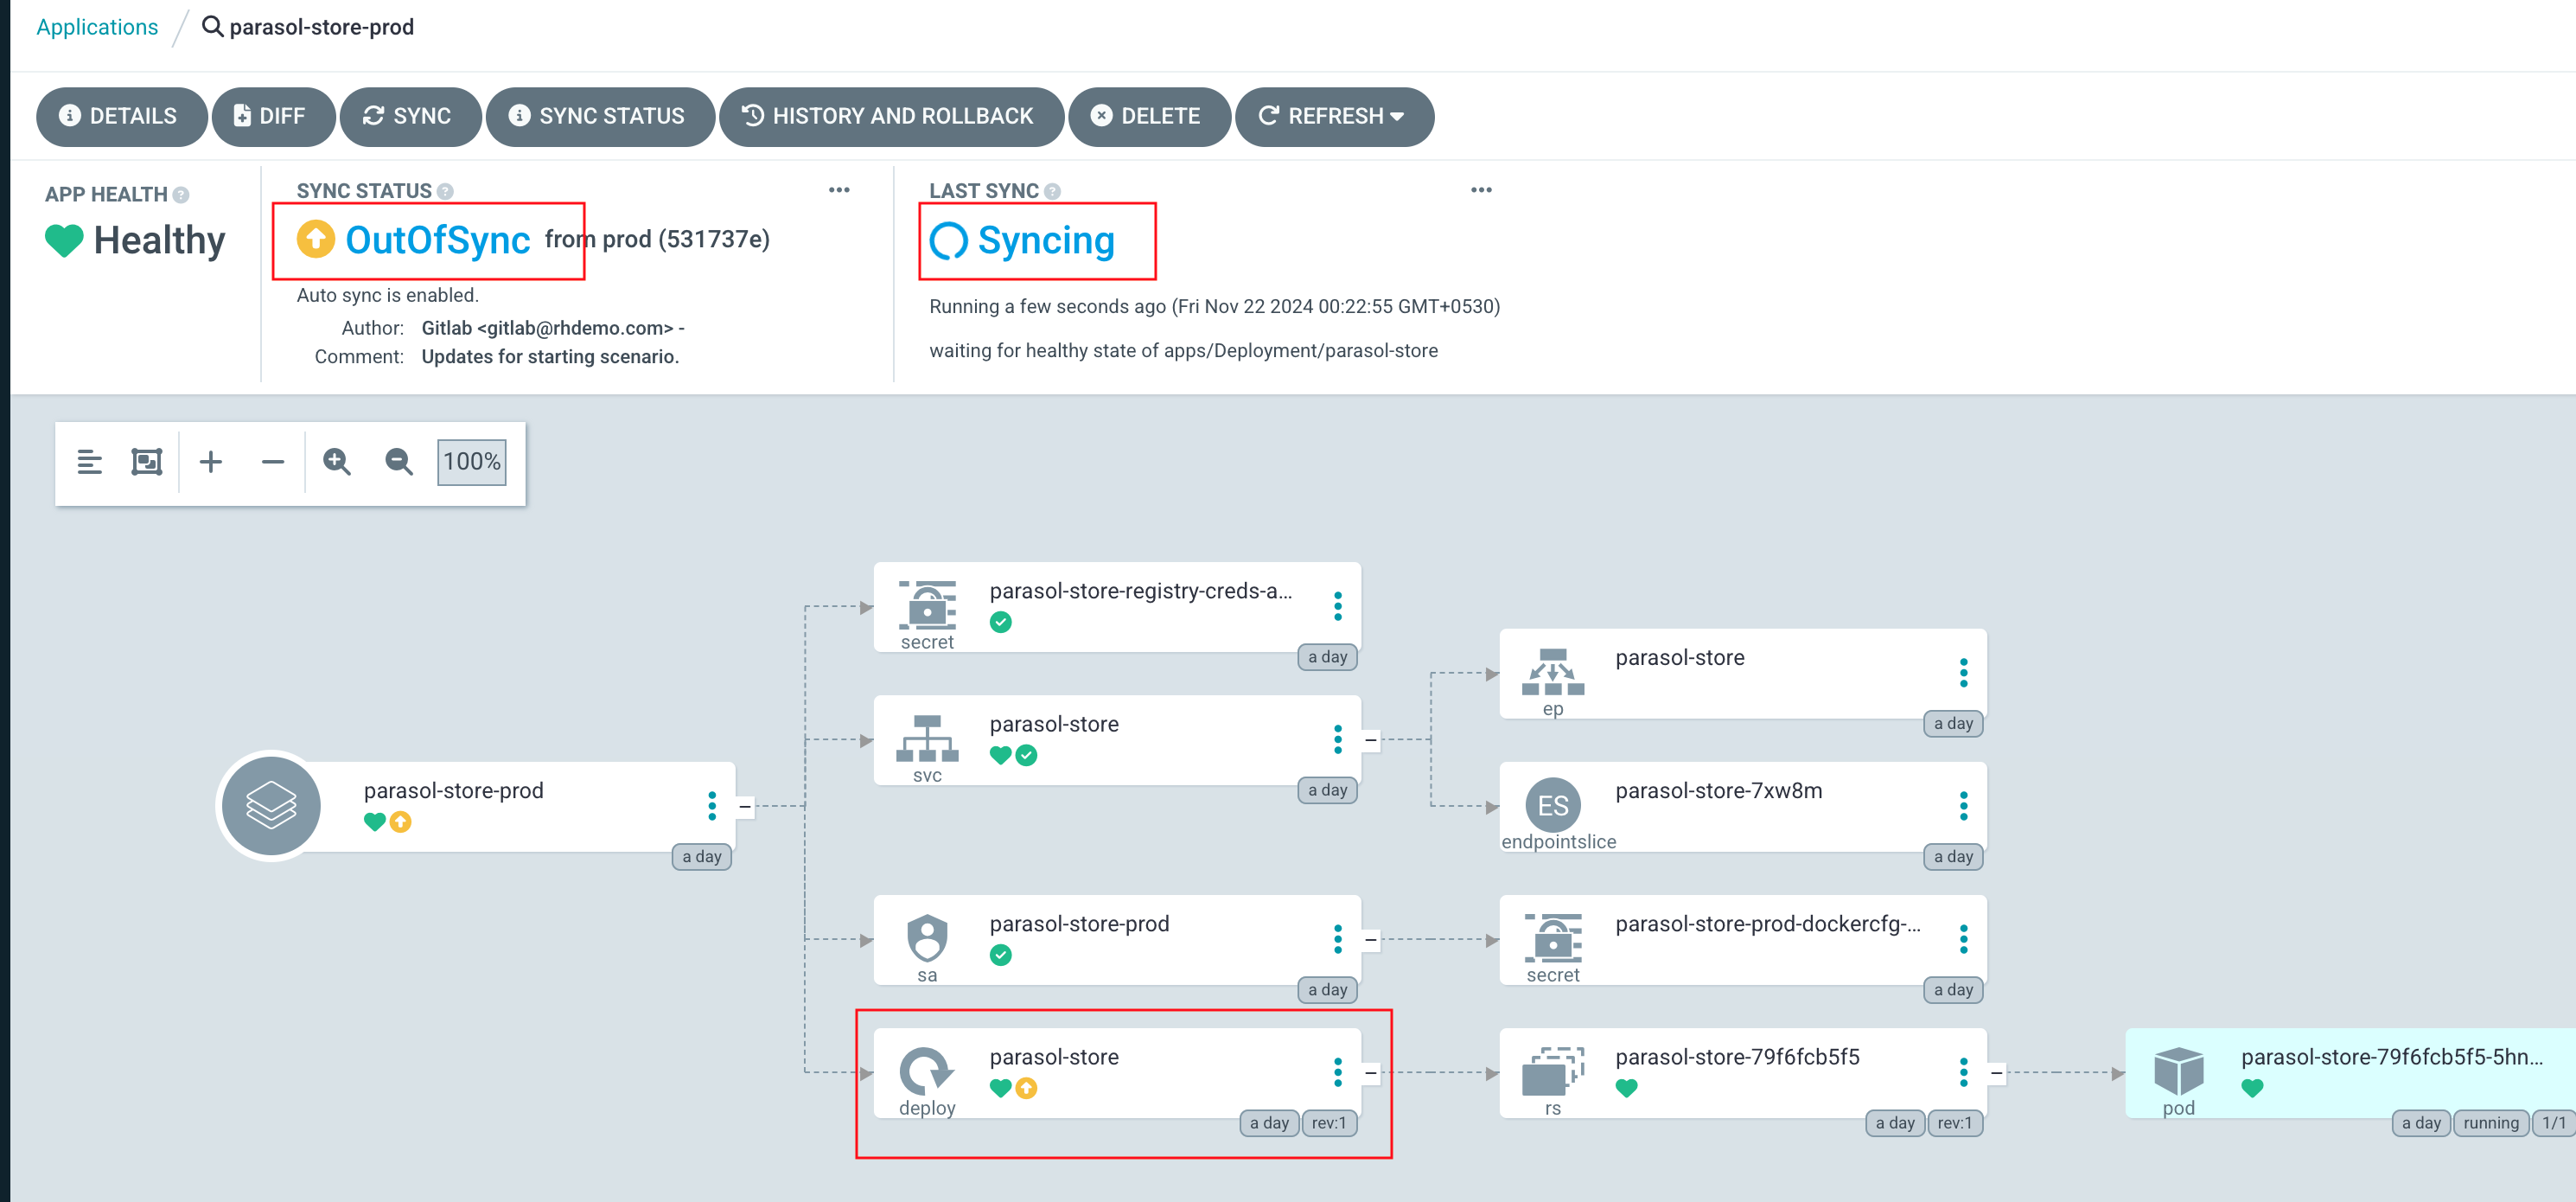 Applications
parasol-store-prod
DETAILS
DIFF
SYNC
SYNC STATUS
HISTORY AND ROLLBACK
DELETE
REFRESH
APP HEALTH
Healthy
SYNC STATUS
OutOfSync from prod (531737e)
Auto sync is enabled.
Author: Gitlab <gitlab@rhdemo.com> -
Comment: Updates for starting scenario.
LAST SYNC
Syncing
Running a few seconds ago (Fri Nov 22 2024 00:22:55 GMT+0530)
waiting for healthy state of apps/Deployment/parasol-store
100%
parasol-store-prod
a day
parasol-store-registry-creds-a...
secret
a day
parasol-store
svc
a day
parasol-store
ep
a day
ES
parasol-store-7xw8m
endpointslice
a day
parasol-store-prod
sa
a day
parasol-store-prod-dockercfg-...
secret
a day
parasol-store
deploy
a day
rev:1
parasol-store-79f6fcb5f5
rs
a day
rev:1
parasol-store-79f6fcb5f5-5hn...
pod
a day
running
1/1